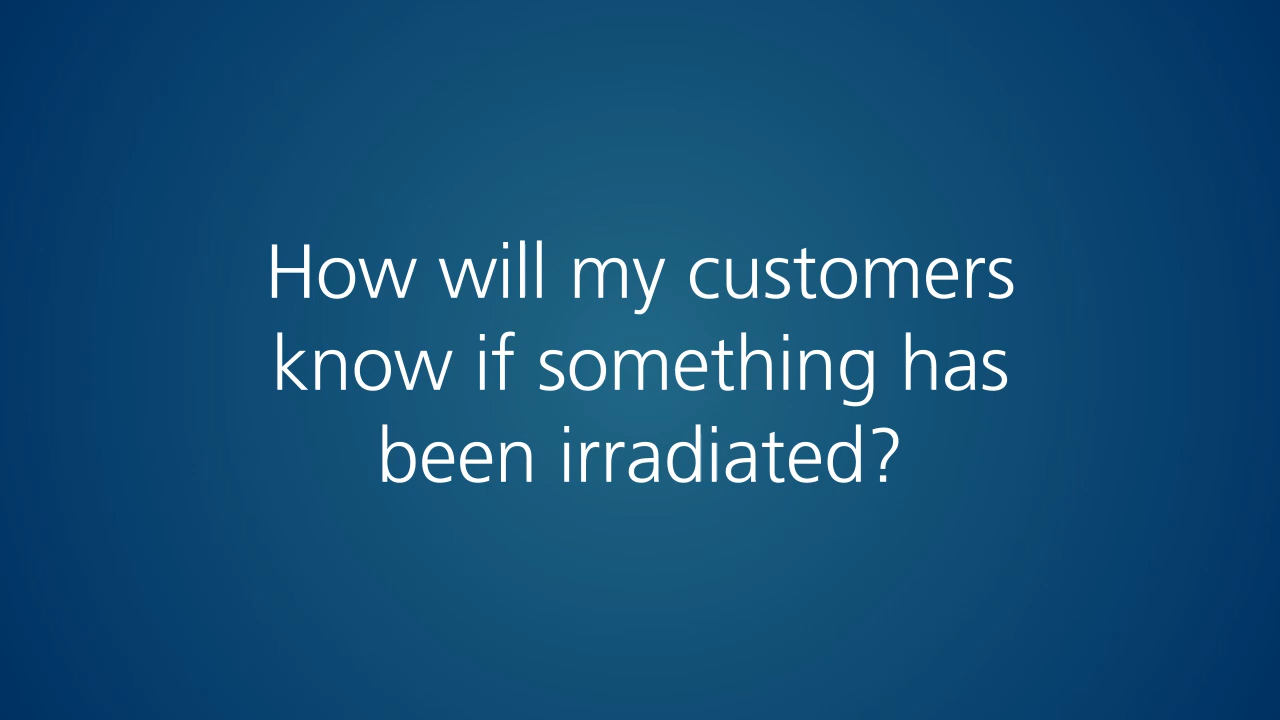 How will my customers
know if something has
been irradiated?